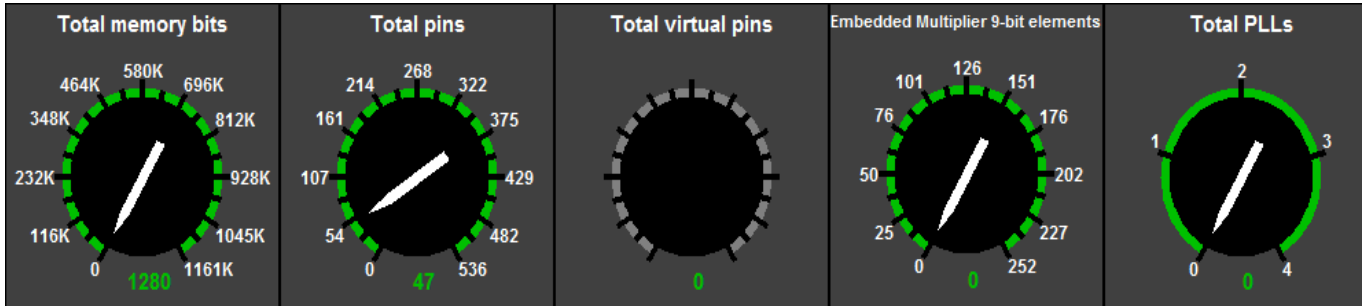 Total memory bits
580K
464K
696K
348K
812K
232K
928K
116K
1045K
0
1161K
1280
Total pins
268
214
322
161
375
107
429
54
482
0
536
47
Total virtual pins
0
Embedded Multiplier 9-bit elements
126
101
151
76
176
50
202
25
227
0
252
0
Total PLLs
2
1
3
0
4
0